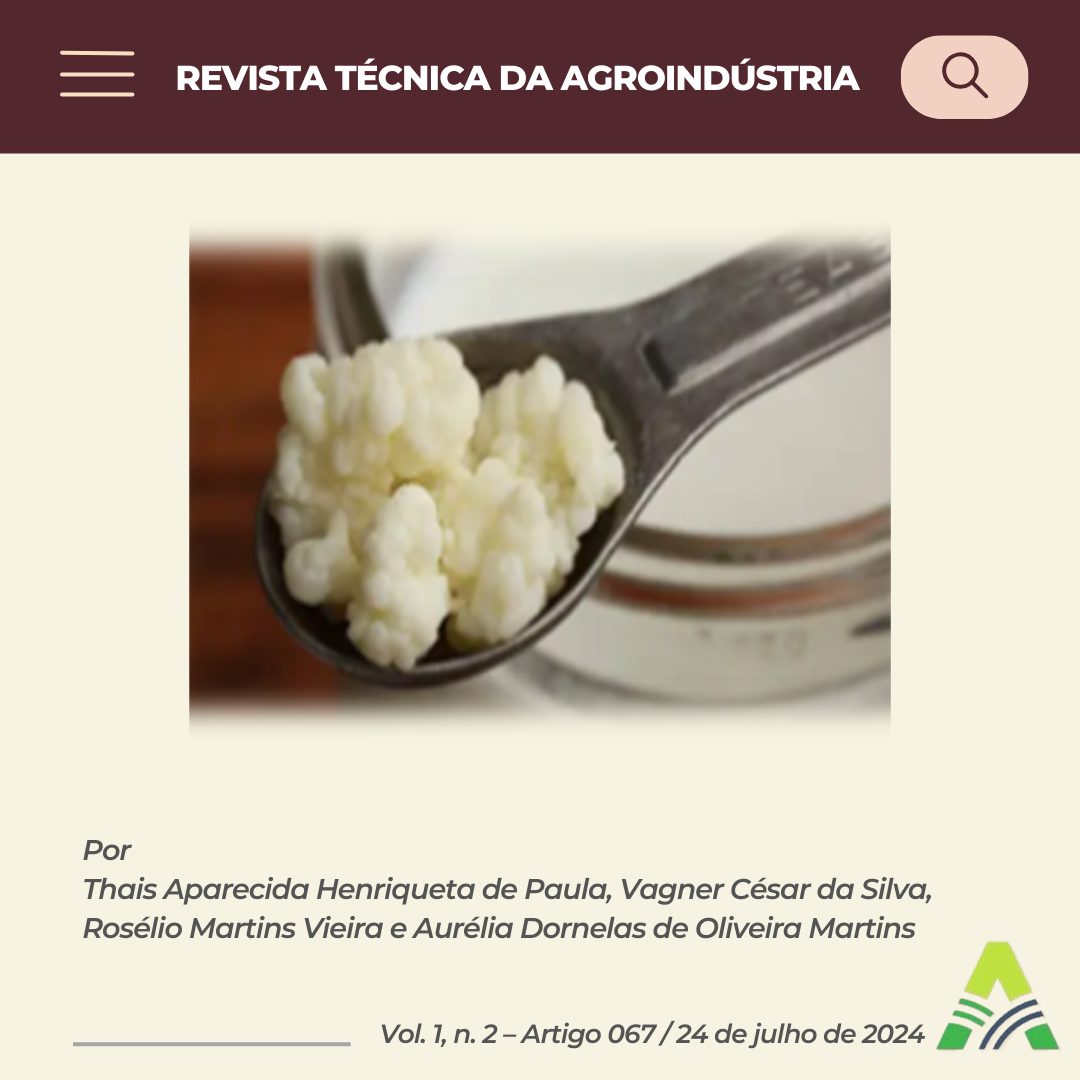 REVISTA TÉCNICA DA AGROINDÚSTRIA
Por
Thais Aparecida Henriqueta de Paula, Vagner César da Silva,
Rosélio Martins Vieira e Aurélia Dornelas de Oliveira Martins
Vol. 1, n. 2 – Artigo 067 / 24 de julho de 2024